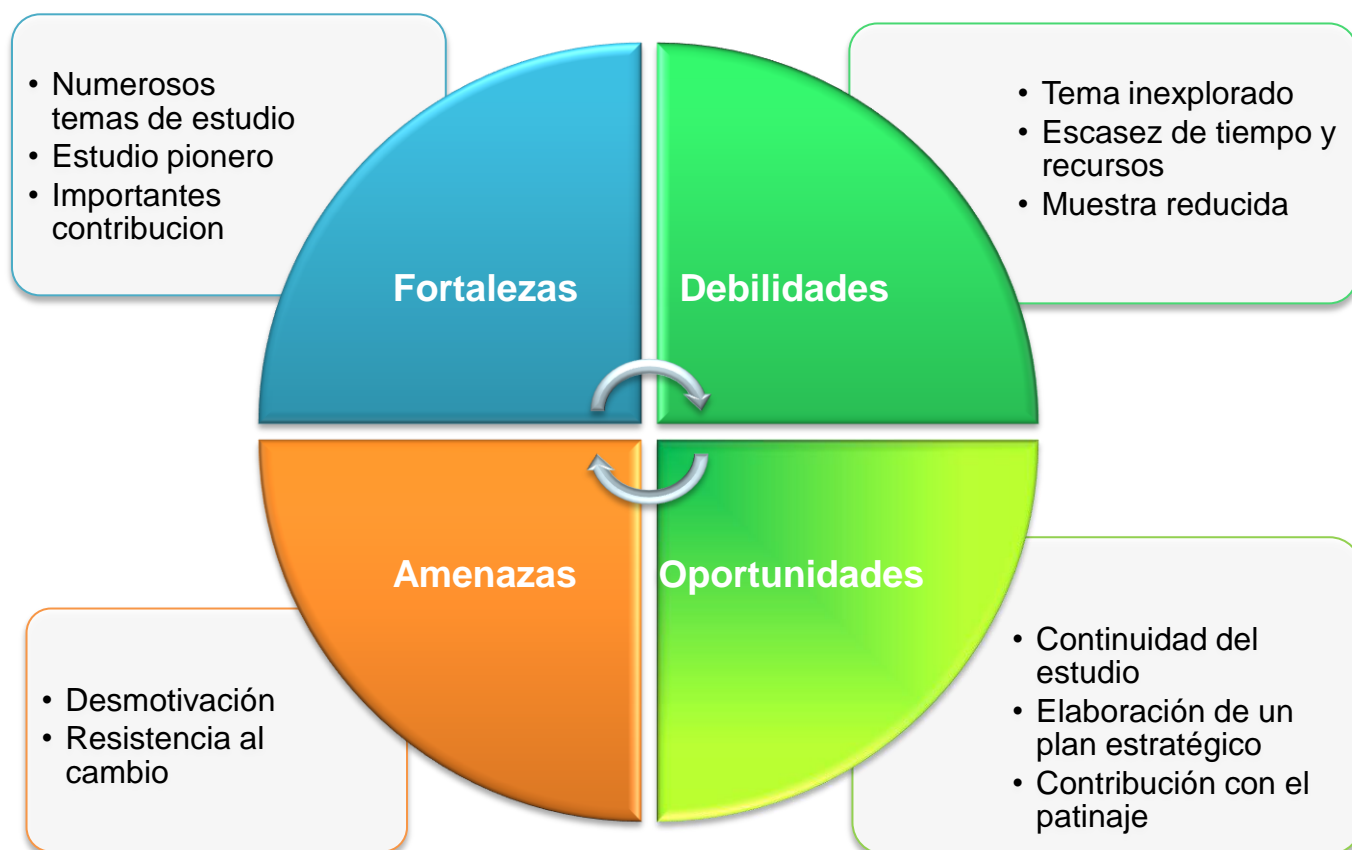 • Numerosos
temas de estudio
• Estudio pionero
• Importantes
contribucion
• Tema inexplorado
• Escasez de tiempo y
recursos
• Muestra reducida
Fortalezas
Debilidades
Amenazas
Oportunidades
• Desmotivación
• Resistencia al
cambio
• Continuidad del
estudio
• Elaboración de un
plan estratégico
• Contribución con el
patinaje